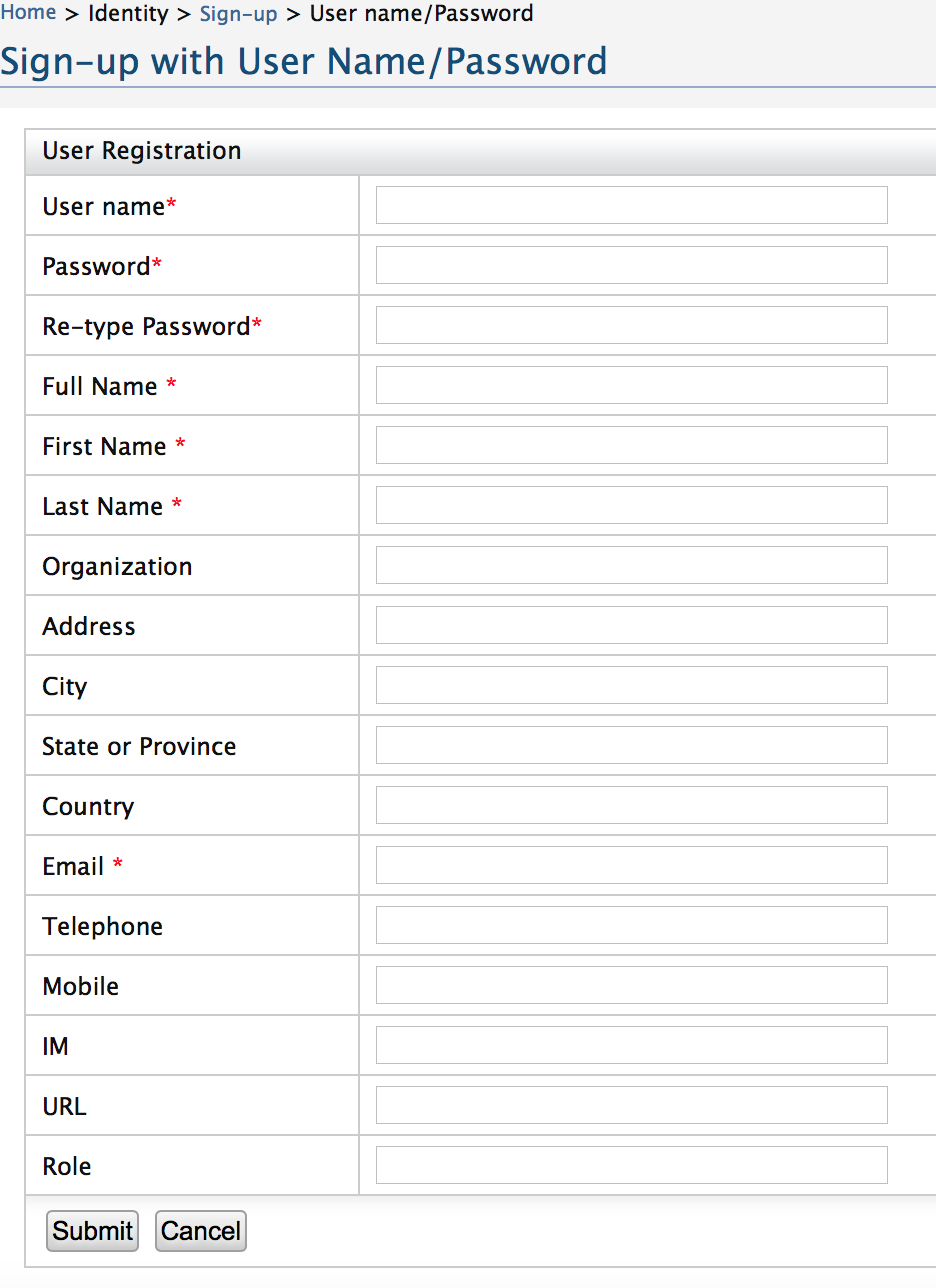 Home > Identity > Sign-up > User name/Password
Sign-up with User Name/Password
User Registration
User name*
Password*
Re-type Password*
Full Name *
First Name *
Last Name *
Organization
Address
City
State or Province
Country
Email *
Telephone
Mobile
IM
URL
Role
Submit Cancel